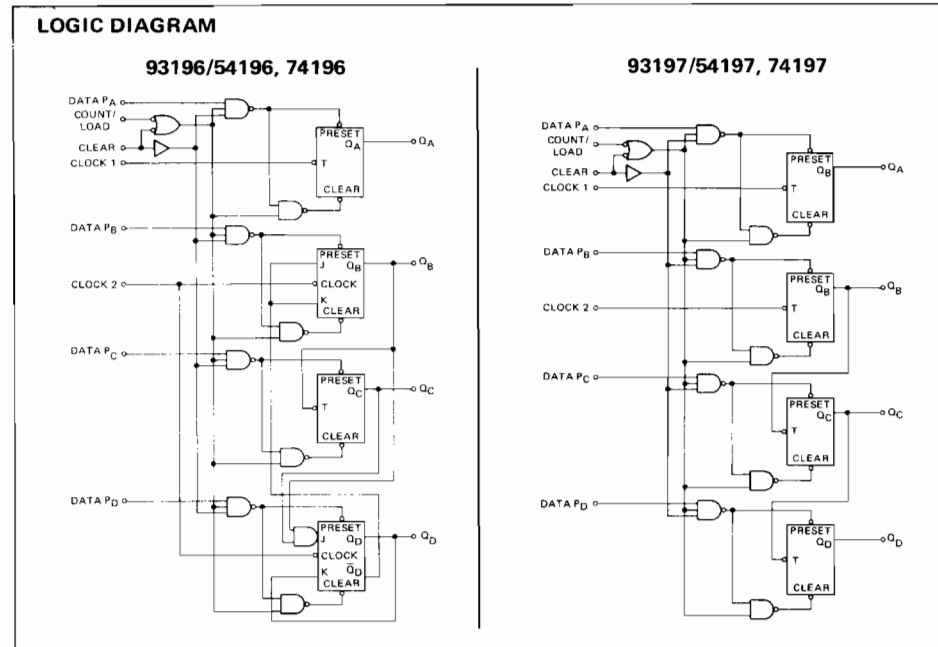 LOGIC DIAGRAM
93196/54196, 74196
DATA PA
COUNT/
LOAD
CLEAR
CLOCK 1
PRESET
QA
T
CLEAR
QA
DATA PB
CLOCK 2
PRESET
J QB
CLOCK
K
CLEAR
QB
DATA PC
PRESET
QC
T
CLEAR
QC
DATA PD
PRESET
J QD
CLOCK
K Q̅D
CLEAR
QD
93197/54197, 74197
DATA PA
COUNT/
LOAD
CLEAR
CLOCK 1
PRESET
QB
T
CLEAR
QA
DATA PB
CLOCK 2
PRESET
QB
T
CLEAR
QB
DATA PC
PRESET
QC
T
CLEAR
QC
DATA PD
PRESET
QD
T
CLEAR
QD